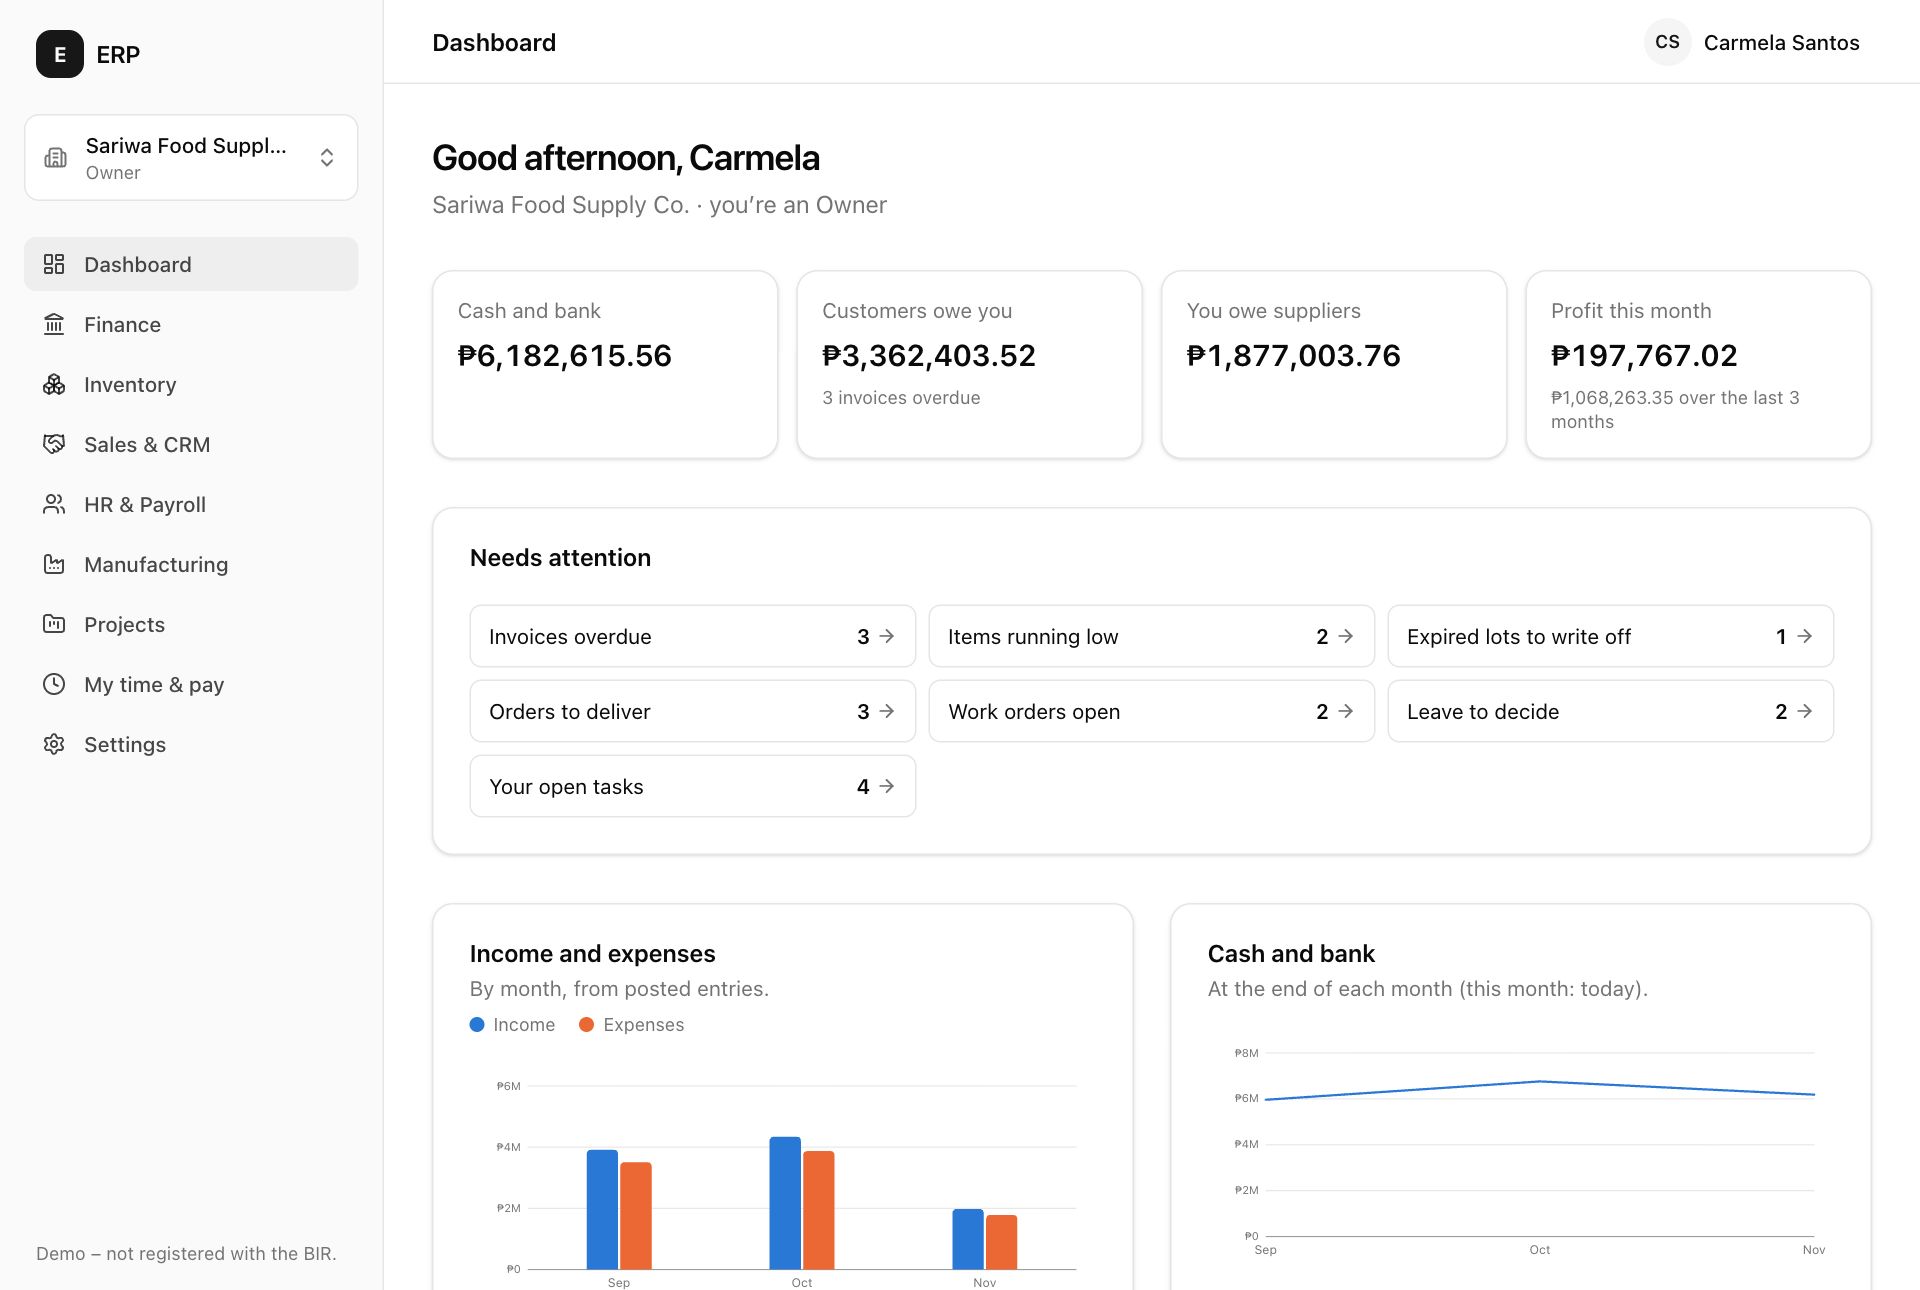 E ERP
Sariwa Food Suppl...
Owner
Dashboard
Finance
Inventory
Sales & CRM
HR & Payroll
Manufacturing
Projects
My time & pay
Settings
Demo – not registered with the BIR.
Dashboard
CS Carmela Santos
Good afternoon, Carmela
Sariwa Food Supply Co. · you’re an Owner
Cash and bank
₱6,182,615.56
Customers owe you
₱3,362,403.52
3 invoices overdue
You owe suppliers
₱1,877,003.76
Profit this month
₱197,767.02
₱1,068,263.35 over the last 3
months
Needs attention
Invoices overdue 3
Items running low 2
Expired lots to write off 1
Orders to deliver 3
Work orders open 2
Leave to decide 2
Your open tasks 4
Income and expenses
By month, from posted entries.
Income Expenses
₱6M
₱4M
₱2M
₱0
Sep Oct Nov
Cash and bank
At the end of each month (this month: today).
₱8M
₱6M
₱4M
₱2M
₱0
Sep Oct Nov